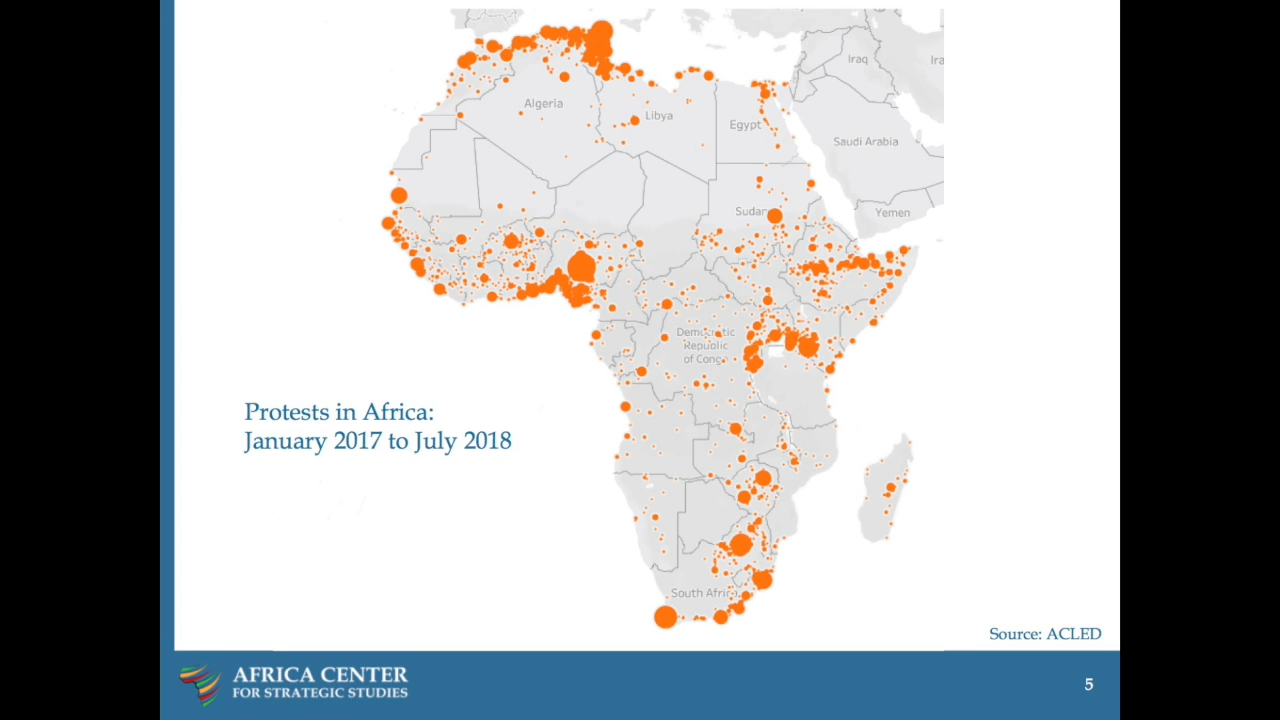 Iraq
Ira
Algeria
Libya
Egypt
Saudi Arabia
Sudan
Yemen
Democratic
Republic
of Congo
Protests in Africa:
January 2017 to July 2018
South Africa
Source: ACLED
AFRICA CENTER
FOR STRATEGIC STUDIES
5